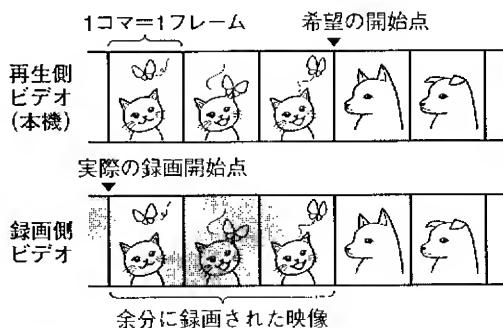 1コマ=1フレーム
希望の開始点
再生側
ビデオ
(本機)
実際の録画開始点
録画側
ビデオ
余分に録画された映像